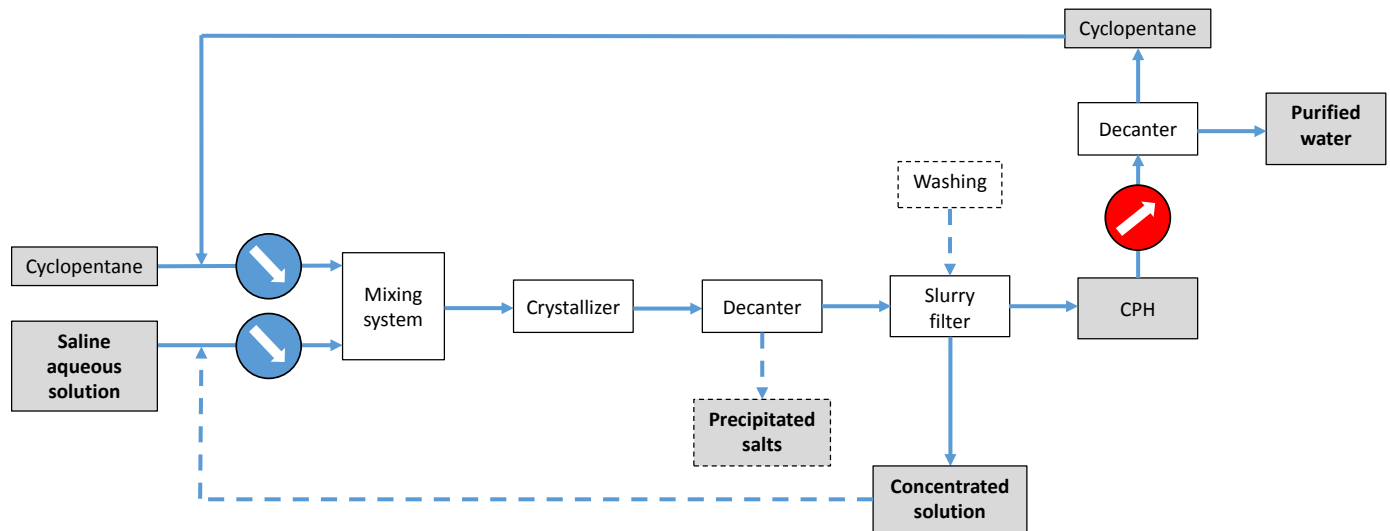 Cyclopentane
Decanter
Purified
water
Washing
Cyclopentane
Mixing
system
Crystallizer
Decanter
Slurry
filter
CPH
Saline
aqueous
solution
Precipitated
salts
Concentrated
solution